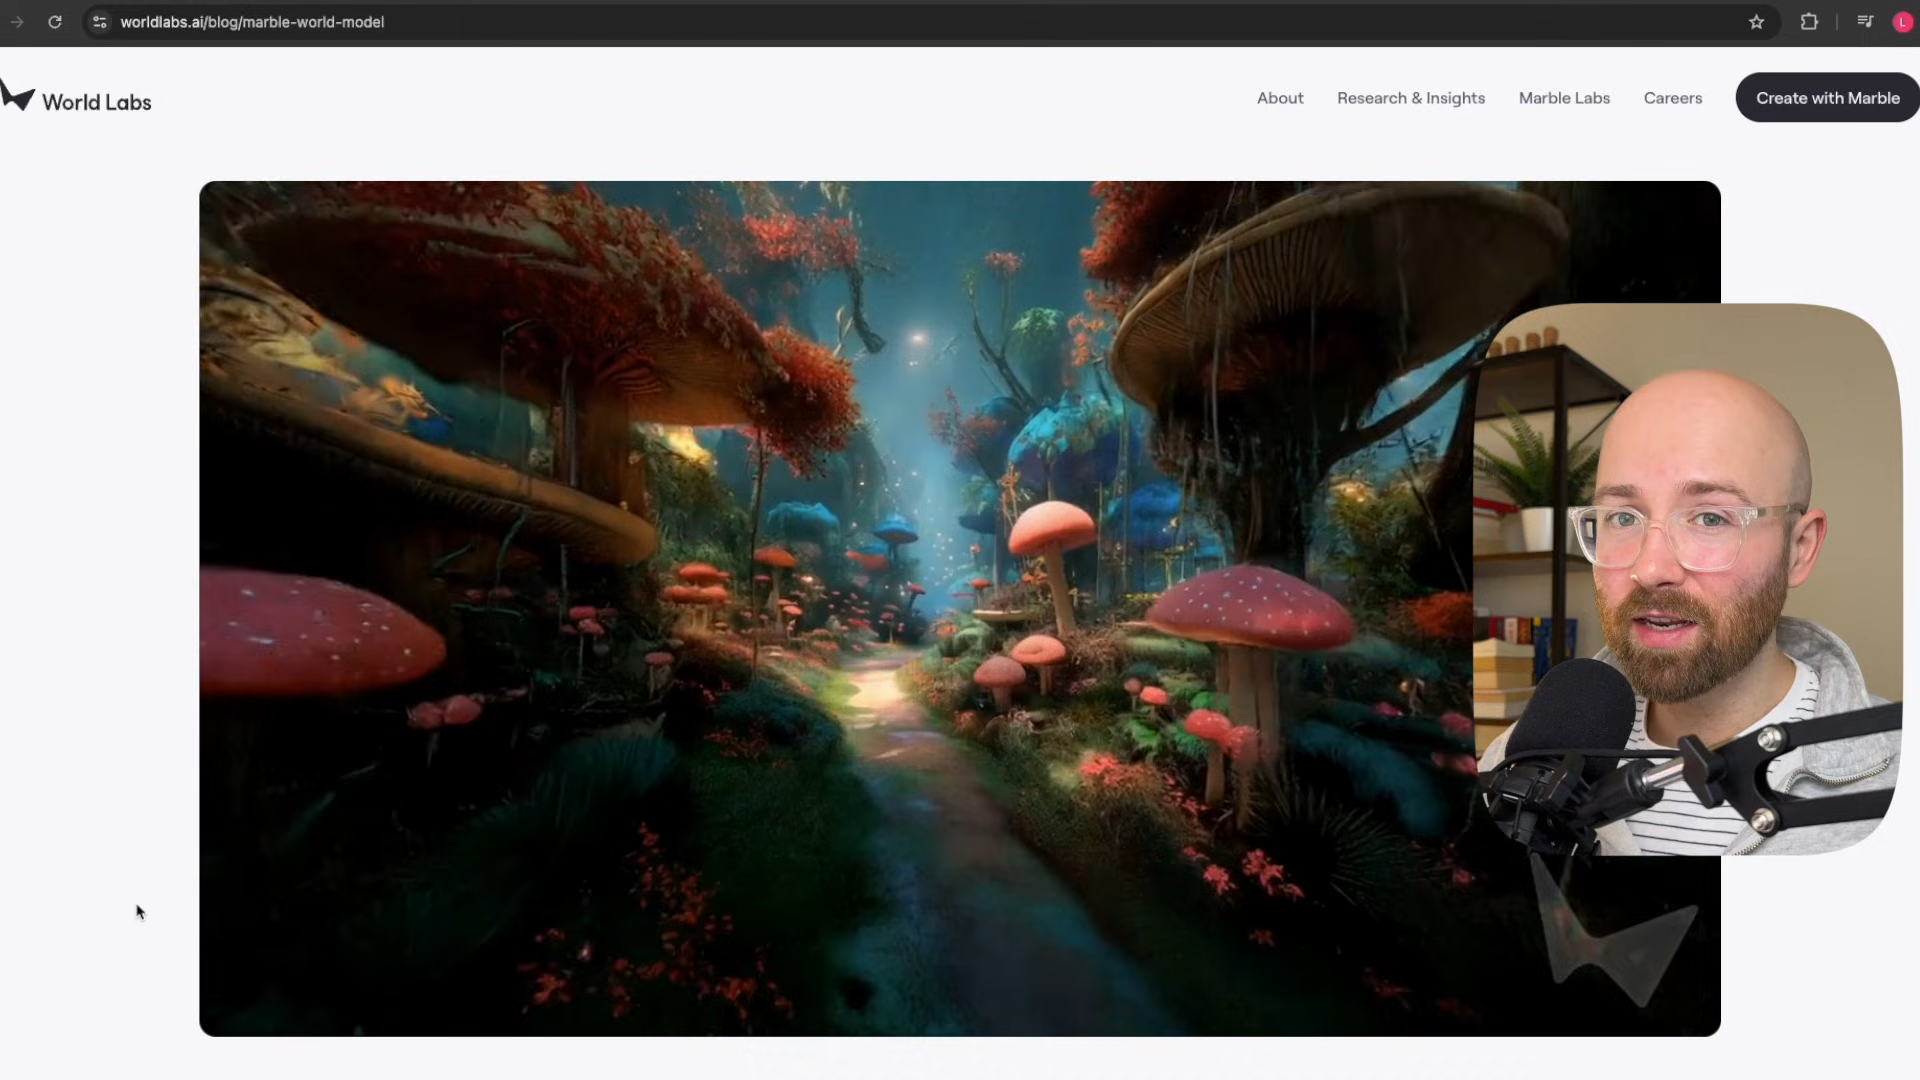 worldlabs.ai/blog/marble-world-model
L
World Labs
About
Research & Insights
Marble Labs
Careers
Create with Marble